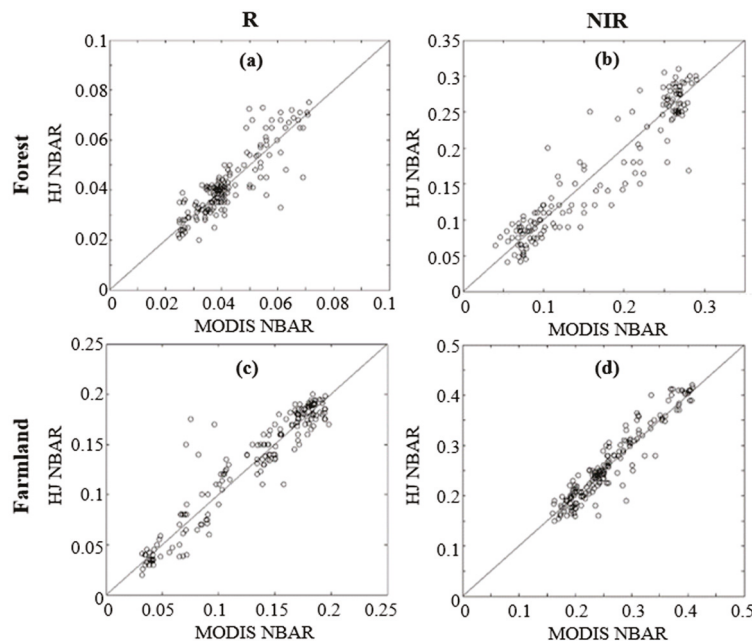 R NIR
Forest
(a)
HJ NBAR
0.1
0.08
0.06
0.04
0.02
0
0 0.02 0.04 0.06 0.08 0.1
MODIS NBAR
(b)
HJ NBAR
0.35
0.3
0.25
0.2
0.15
0.1
0.05
0
0 0.1 0.2 0.3
MODIS NBAR
Farmland
(c)
HJ NBAR
0.25
0.2
0.15
0.1
0.05
0
0 0.05 0.1 0.15 0.2 0.25
MODIS NBAR
(d)
HJ NBAR
0.5
0.4
0.3
0.2
0.1
0
0 0.1 0.2 0.3 0.4 0.5
MODIS NBAR